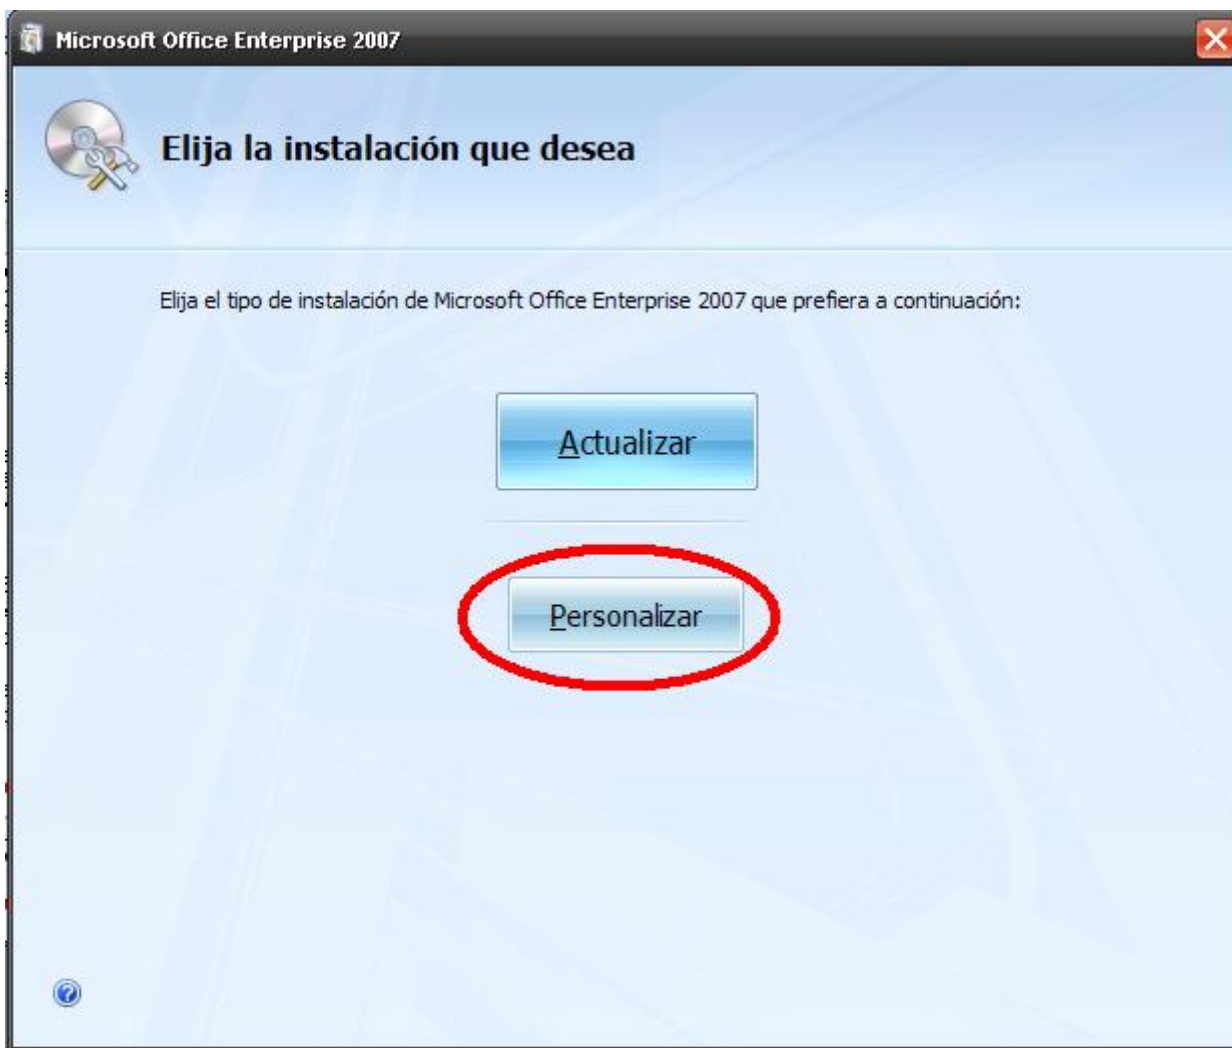 Microsoft Office Enterprise 2007
Elija la instalación que desea
Elija el tipo de instalación de Microsoft Office Enterprise 2007 que prefiera a continuación:
Actualizar
Personalizar